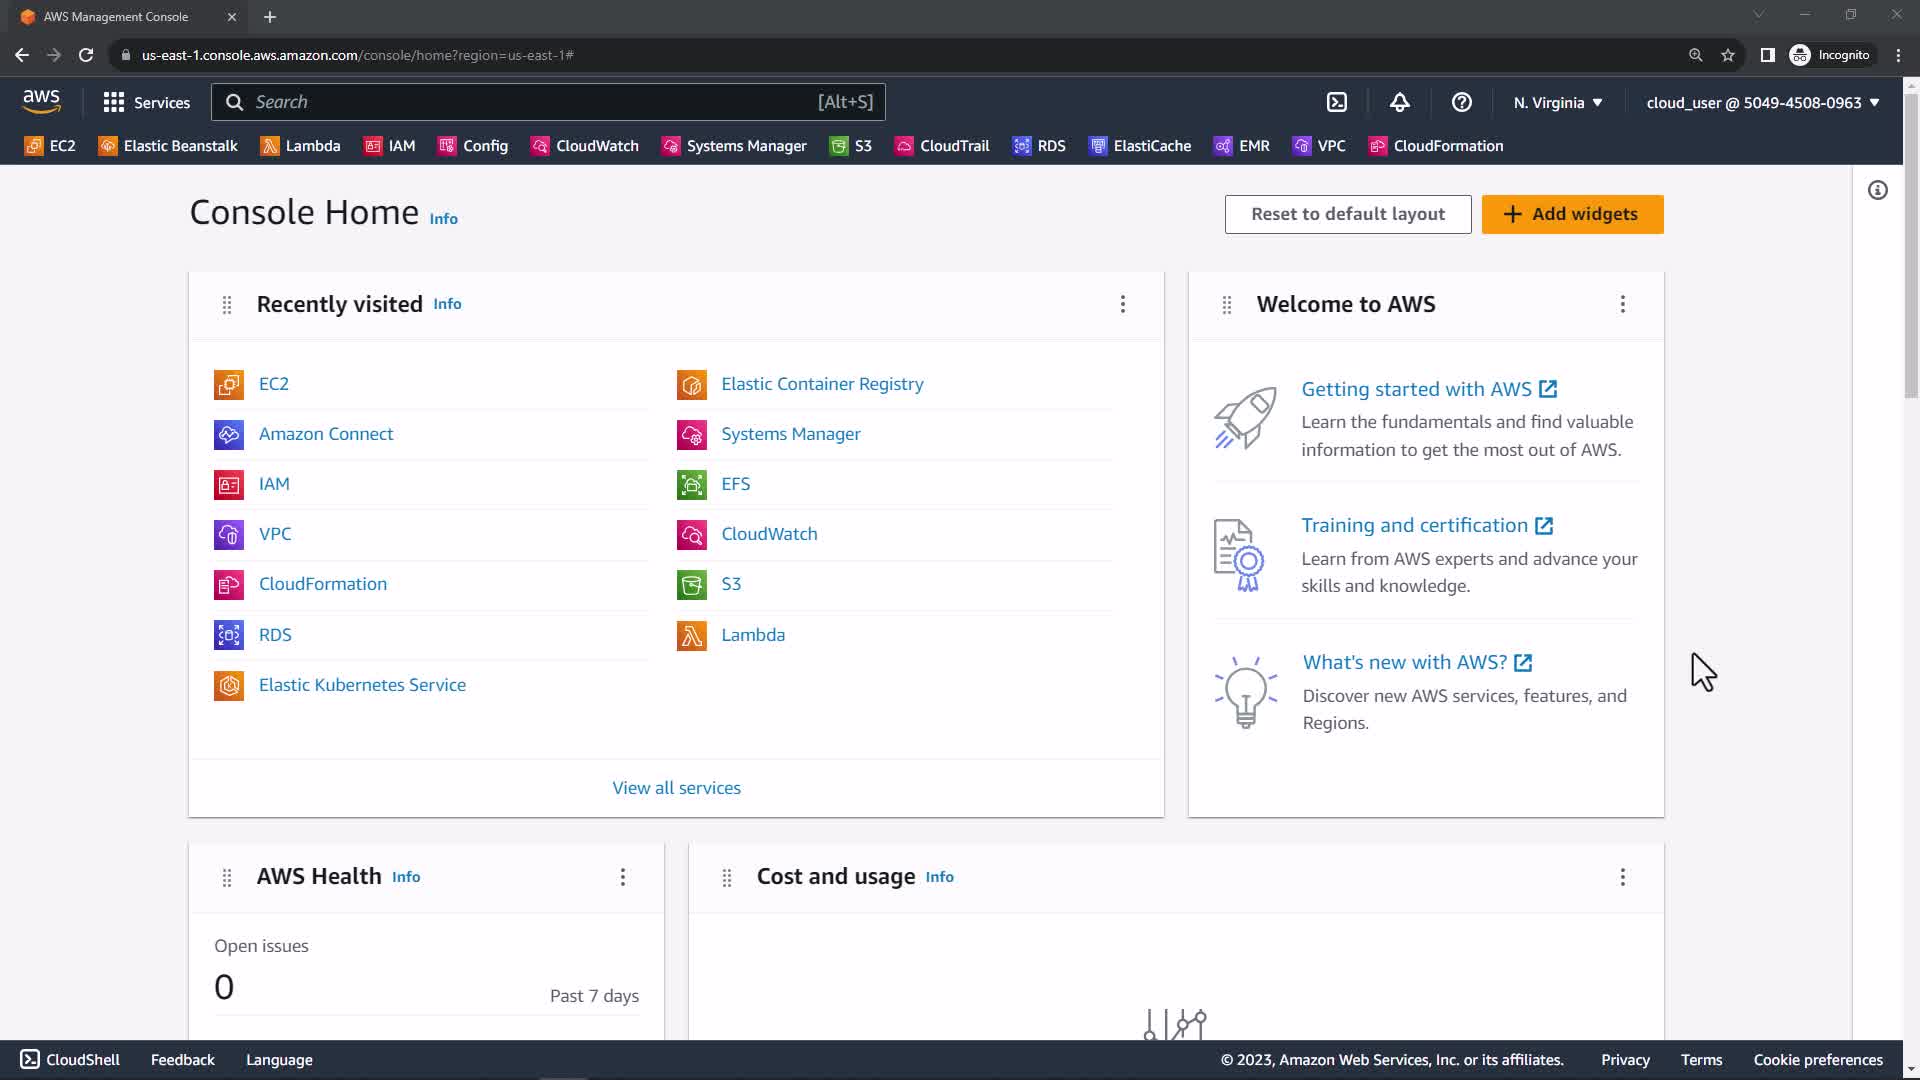 AWS Management Console
us-east-1.console.aws.amazon.com/console/home?region=us-east-1#
Incognito
aws
Services
Search
[Alt+S]
N. Virginia
cloud_user @ 5049-4508-0963
EC2
Elastic Beanstalk
Lambda
IAM
Config
CloudWatch
Systems Manager
S3
CloudTrail
RDS
ElastiCache
EMR
VPC
CloudFormation
Console Home
Info
Reset to default layout
Add widgets
Recently visited
Info
EC2
Amazon Connect
IAM
VPC
CloudFormation
RDS
Elastic Kubernetes Service
Elastic Container Registry
Systems Manager
EFS
CloudWatch
S3
Lambda
View all services
Welcome to AWS
Getting started with AWS
Learn the fundamentals and find valuable
information to get the most out of AWS.
Training and certification
Learn from AWS experts and advance your
skills and knowledge.
What's new with AWS?
Discover new AWS services, features, and
Regions.
AWS Health
Info
Open issues
0
Past 7 days
Cost and usage
Info
CloudShell
Feedback
Language
© 2023, Amazon Web Services, Inc. or its affiliates.
Privacy
Terms
Cookie preferences